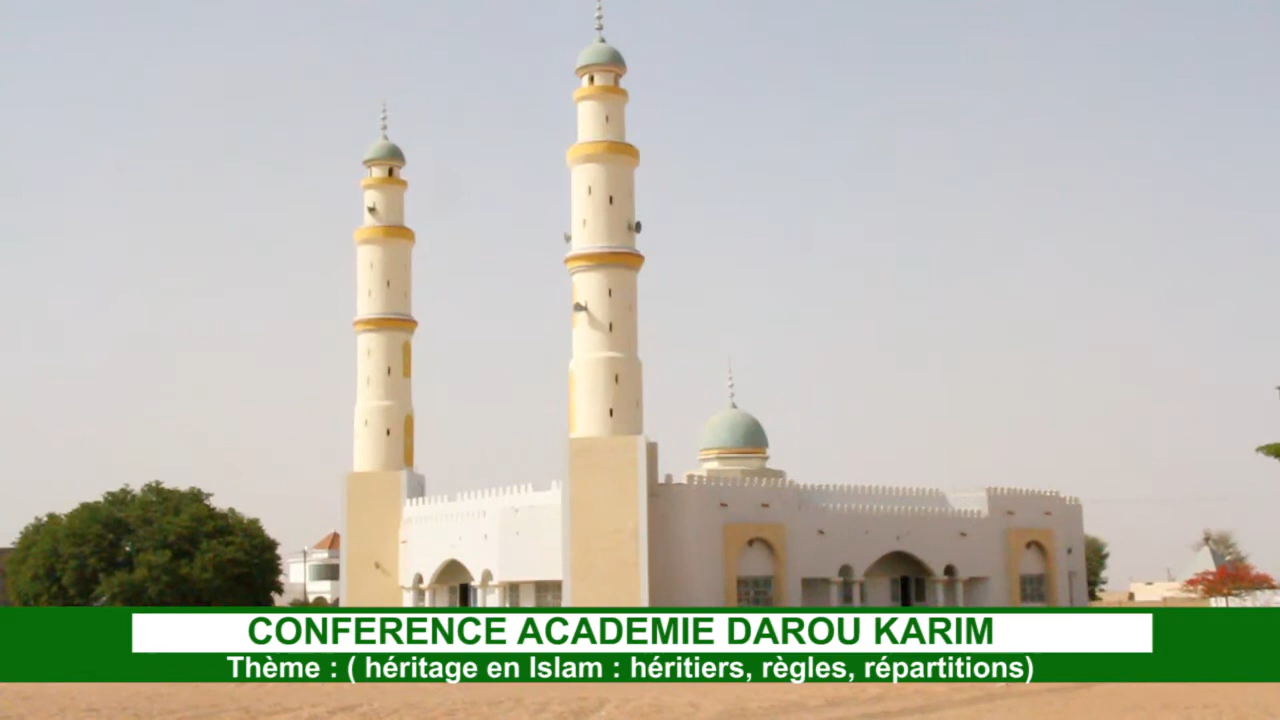 CONFERENCE ACADEMIE DAROU KARIM
Thème : ( héritage en Islam : héritiers, règles, répartitions)